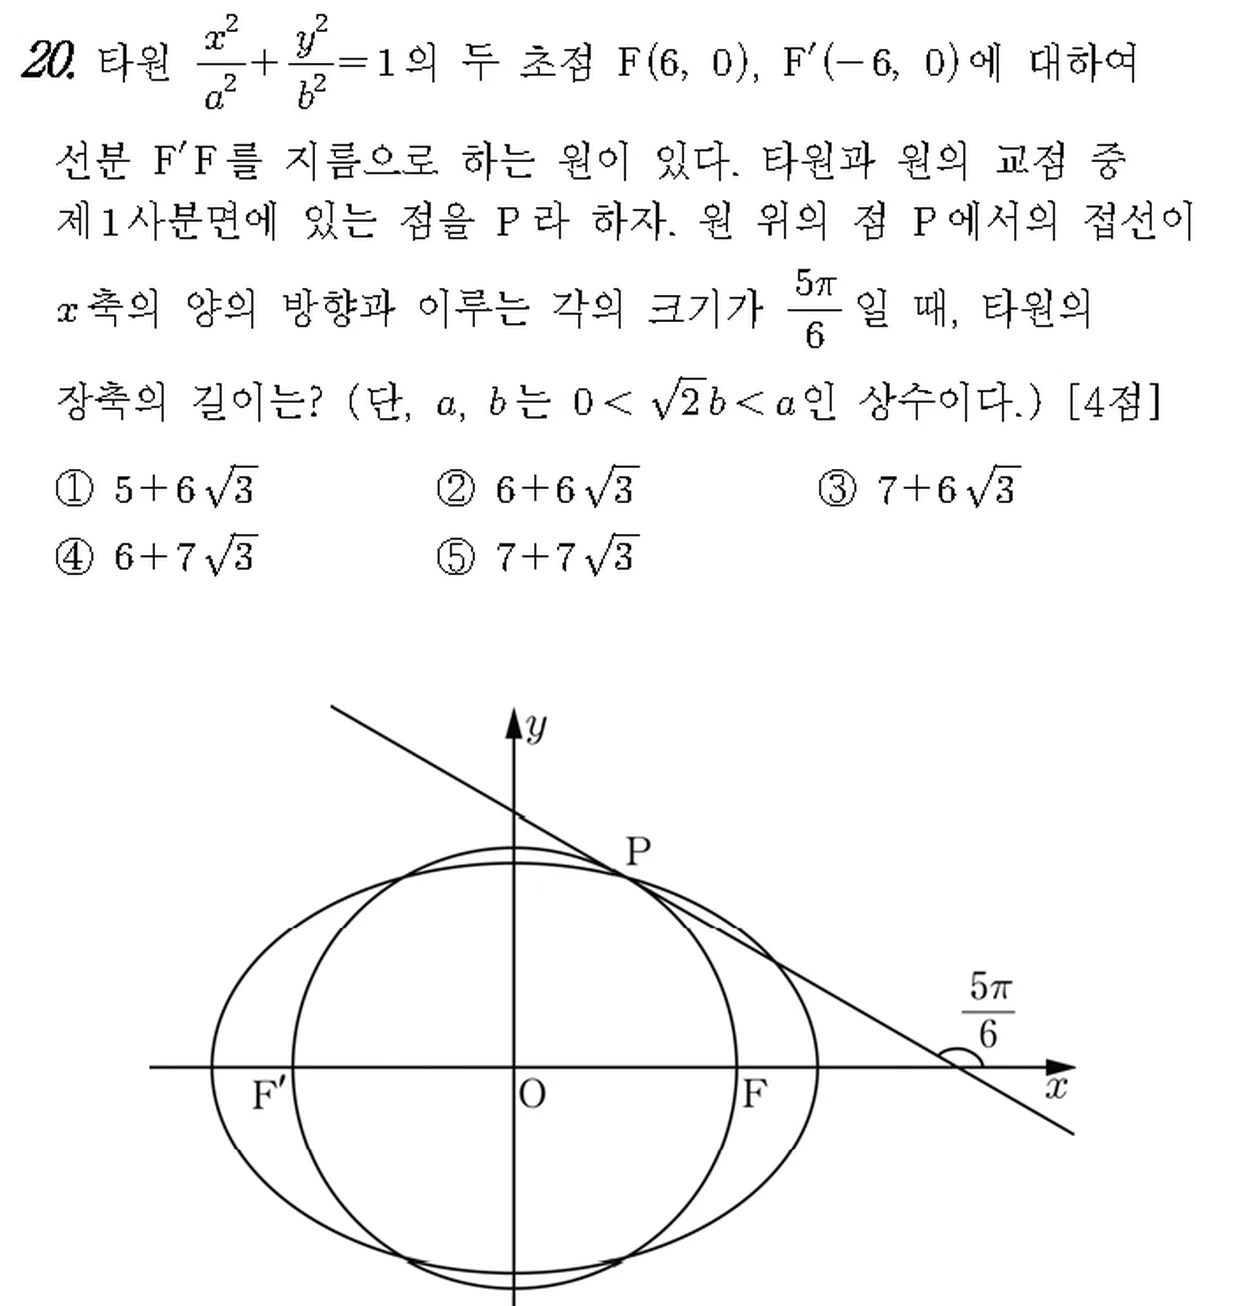 20. 타원 x²/a² + y²/b² = 1의 두 초점 F(6, 0), F′(−6, 0)에 대하여
선분 F′F를 지름으로 하는 원이 있다. 타원과 원의 교점 중
제1사분면에 있는 점을 P라 하자. 원 위의 점 P에서의 접선이
x축의 양의 방향과 이루는 각의 크기가 5π/6일 때, 타원의
장축의 길이는? (단, a, b는 0 < √2 b < a인 상수이다.) [4점]
① 5+6√3 ② 6+6√3 ③ 7+6√3
④ 6+7√3 ⑤ 7+7√3
y
P
5π/6
F′ O F x